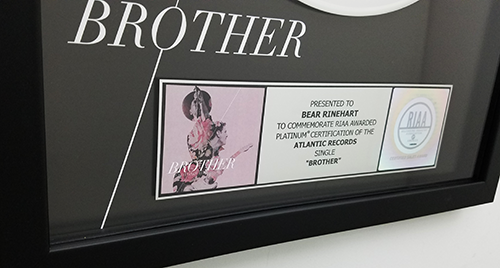 BROTHER
BROTHER
PRESENTED TO
BEAR RINEHART
TO COMMEMORATE RIAA AWARDED
PLATINUM CERTIFICATION OF THE
ATLANTIC RECORDS
SINGLE
"BROTHER"
RIAA